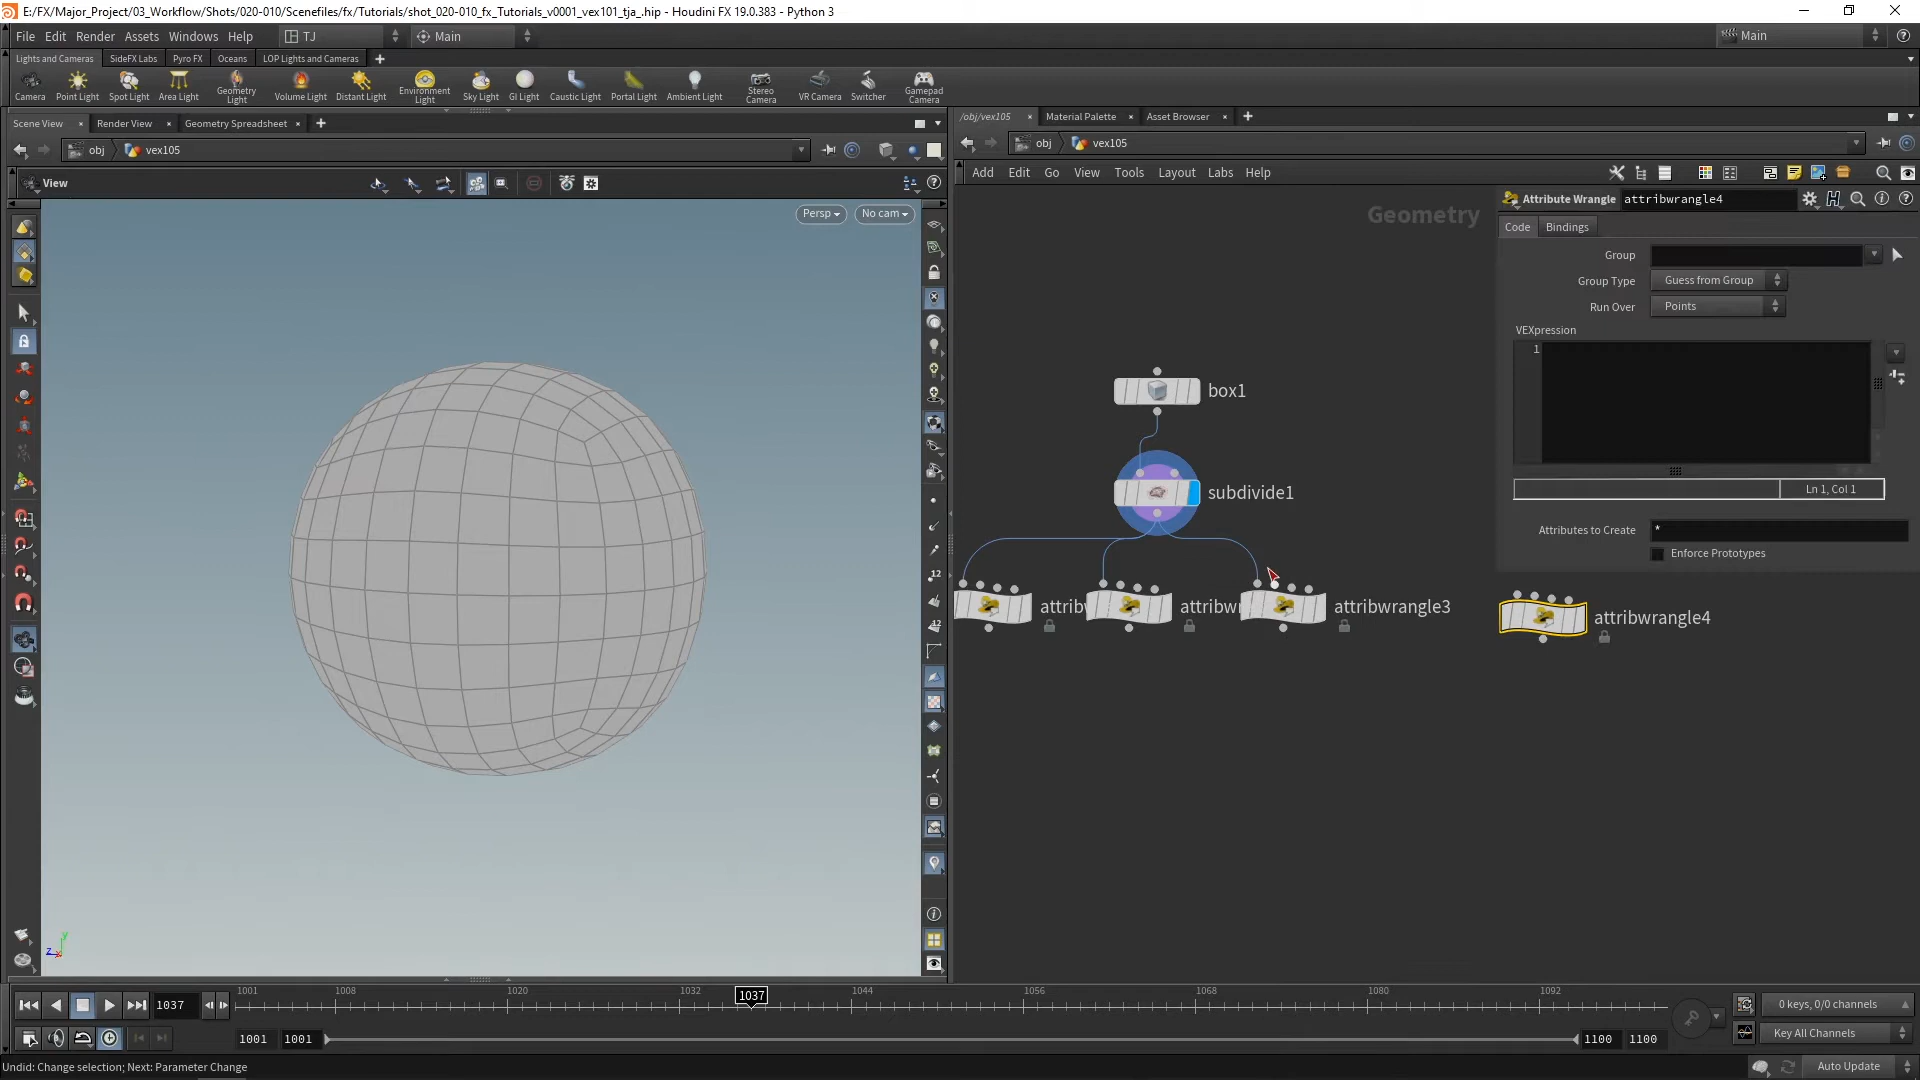 E:/FX/Major_Project/03_Workflow/Shots/020-010/Scenefiles/fx/Tutorials/shot_020-010_fx_Tutorials_v0001_vex101_tja_.hip - Houdini FX 19.0.383 - Python 3
File Edit Render Assets Windows Help TJ Main Main
Lights and Cameras SideFX Labs Pyro FX Oceans LOP Lights and Cameras
Camera Point Light Spot Light Area Light Geometry Light Volume Light Distant Light Environment Light Sky Light GI Light Caustic Light Portal Light Ambient Light Stereo Camera VR Camera Switcher Gamepad Camera
Scene View Render View Geometry Spreadsheet
/obj/vex105 Material Palette Asset Browser
obj vex105
obj vex105
View
Add Edit Go View Tools Layout Labs Help
Persp No cam
Geometry
Attribute Wrangle attribwrangle4
Code Bindings
Group
Group Type Guess from Group
Run Over Points
VEXpression
1
Ln 1, Col 1
Attributes to Create *
Enforce Prototypes
box1
subdivide1
attribw
attribwr
attribwrangle3
attribwrangle4
12
12
y
z x
1037
1001 1008 1020 1032 1037 1044 1056 1068 1080 1092
0 keys, 0/0 channels
1001 1001 1100 1100
Key All Channels
Undid: Change selection; Next: Parameter Change
Auto Update